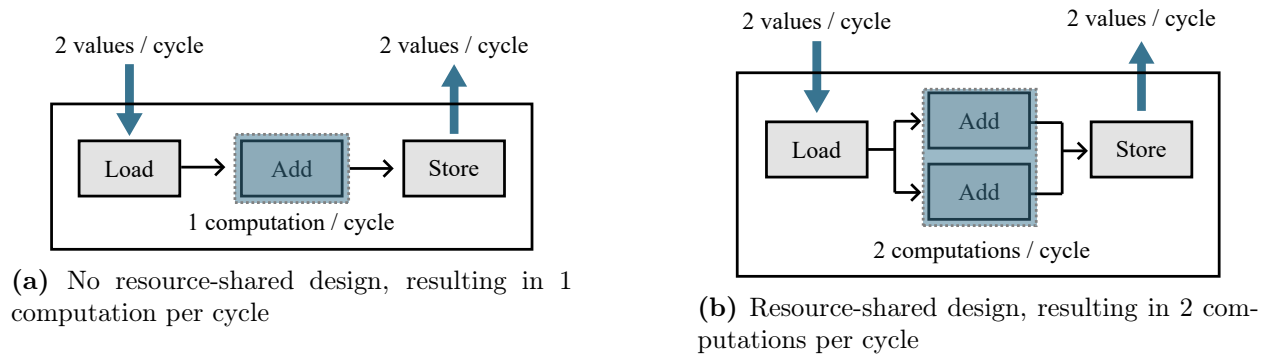 2 values / cycle
2 values / cycle
Load
Add
Store
1 computation / cycle
(a) No resource-shared design, resulting in 1
computation per cycle
2 values / cycle
2 values / cycle
Load
Add
Add
Store
2 computations / cycle
(b) Resource-shared design, resulting in 2 com-
putations per cycle